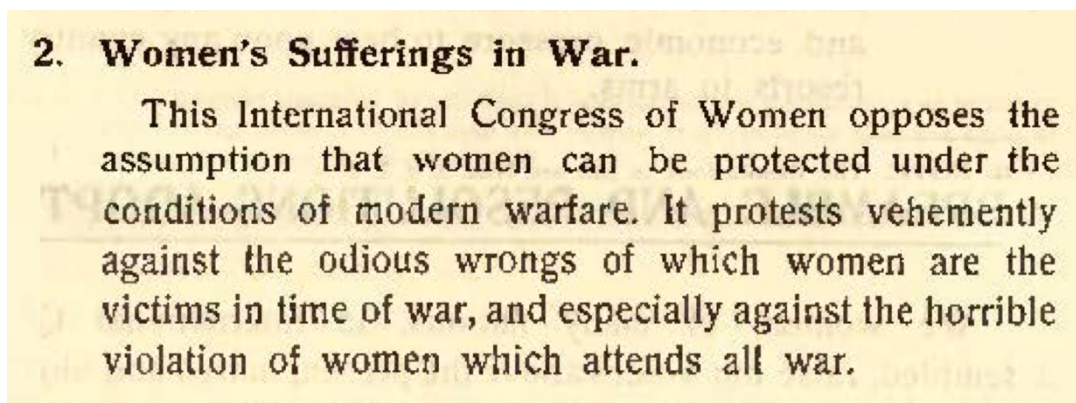 2. Women's Sufferings in War.
This International Congress of Women opposes the
assumption that women can be protected under the
conditions of modern warfare. It protests vehemently
against the odious wrongs of which women are the
victims in time of war, and especially against the horrible
violation of women which attends all war.